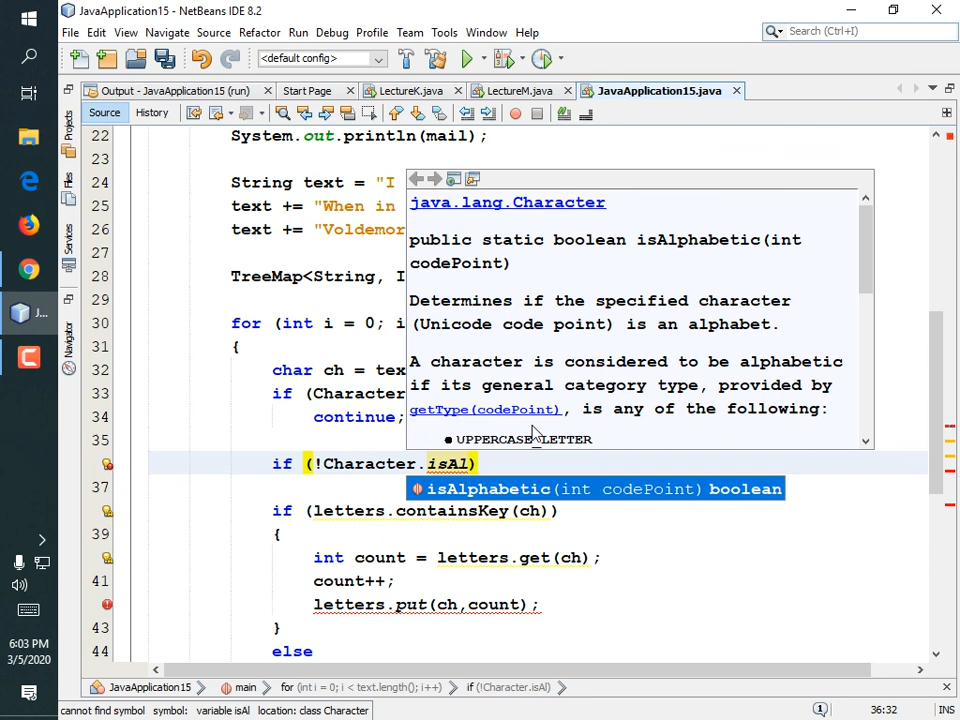 JavaApplication15 - NetBeans IDE 8.2
File Edit View Navigate Source Refactor Run Debug Profile Team Tools Window Help
Search (Ctrl+I)
<default config>
Output - JavaApplication15 (run) Start Page LectureK.java LectureM.java JavaApplication15.java
Source History
Projects
Files
Services
Navigator
22 System.out.println(mail);
23
24 String text = "I
25 text += "When in
26 text += "Voldemor
27
28 TreeMap<String, I
29
30 for (int i = 0; i
31 {
32 char ch = tex
33 if (Character
34 continue;
35
if (!Character.isAl)
37
if (letters.containsKey(ch))
39 {
int count = letters.get(ch);
41 count++;
letters.put(ch,count);
43 }
44 else
java.lang.Character
public static boolean isAlphabetic(int
codePoint)
Determines if the specified character
(Unicode code point) is an alphabet.
A character is considered to be alphabetic
if its general category type, provided by
getType(codePoint), is any of the following:
UPPERCASE_LETTER
isAlphabetic(int codePoint) boolean
J...
6:03 PM
3/5/2020
JavaApplication15 main for (int i = 0; i < text.length(); i++) if (!Character.isAl)
cannot find symbol symbol: variable isAl location: class Character
1
36:32 INS